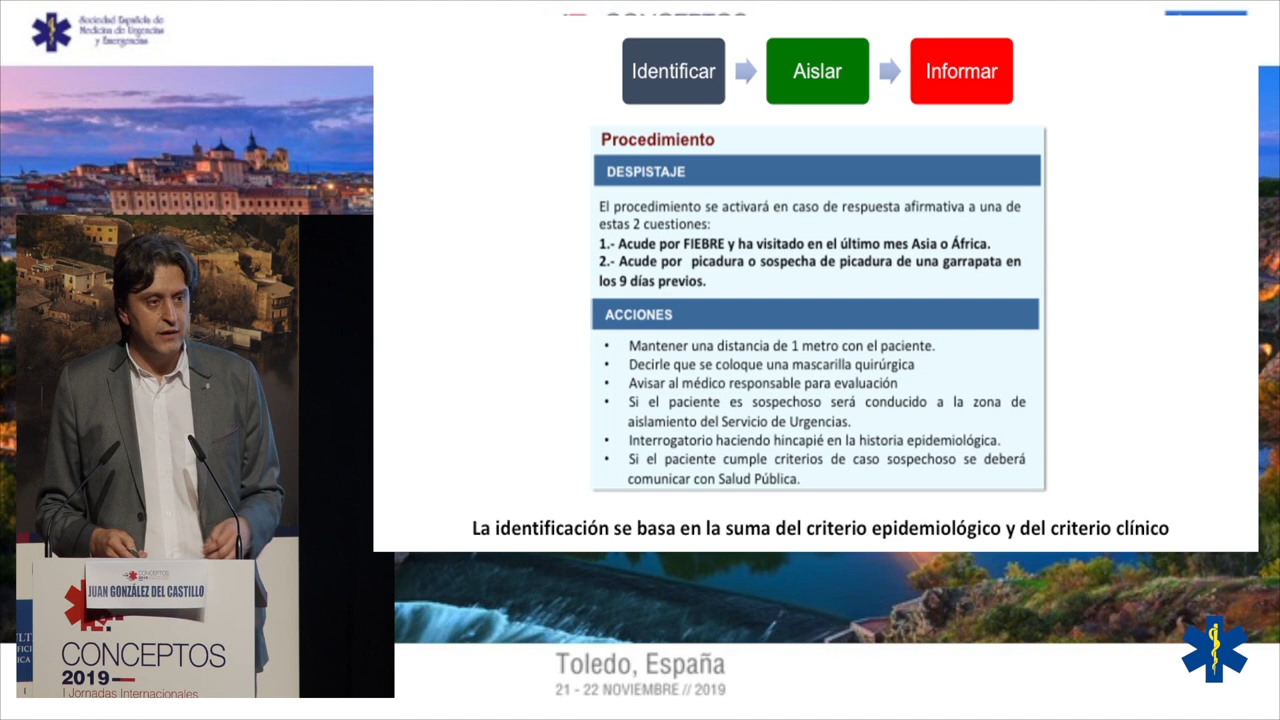 Sociedad Española de
Medicina de Urgencias
y Emergencias
CONCEPTOS
Identificar
Aislar
Informar
Procedimiento
DESPISTAJE
El procedimiento se activará en caso de respuesta afirmativa a una de
estas 2 cuestiones:
1.- Acude por FIEBRE y ha visitado en el último mes Asia o África.
2.- Acude por picadura o sospecha de picadura de una garrapata en
los 9 días previos.
ACCIONES
• Mantener una distancia de 1 metro con el paciente.
• Decirle que se coloque una mascarilla quirúrgica
• Avisar al médico responsable para evaluación
• Si el paciente es sospechoso será conducido a la zona de
aislamiento del Servicio de Urgencias.
• Interrogatorio haciendo hincapié en la historia epidemiológica.
• Si el paciente cumple criterios de caso sospechoso se deberá
comunicar con Salud Pública.
La identificación se basa en la suma del criterio epidemiológico y del criterio clínico
CONCEPTOS
2019
JUAN GONZÁLEZ DEL CASTILLO
CONCEPTOS
2019
I Jornadas Internacionales
Toledo, España
21 - 22 NOVIEMBRE // 2019